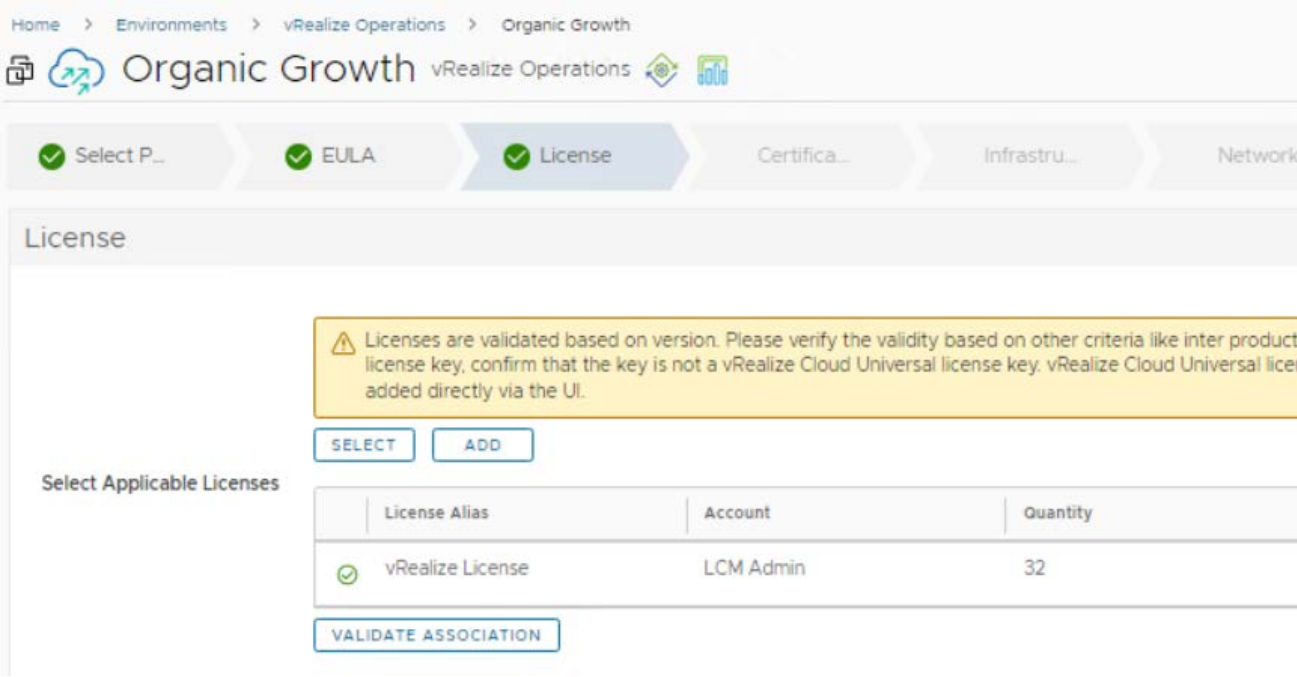 Home > Environments > vRealize Operations > Organic Growth
Organic Growth vRealize Operations
Select P... EULA License Certifica... Infrastru... Network
License
Licenses are validated based on version. Please verify the validity based on other criteria like inter product
license key, confirm that the key is not a vRealize Cloud Universal license key. vRealize Cloud Universal
added directly via the UI.
SELECT ADD
Select Applicable Licenses
License Alias Account Quantity
vRealize License LCM Admin 32
VALIDATE ASSOCIATION